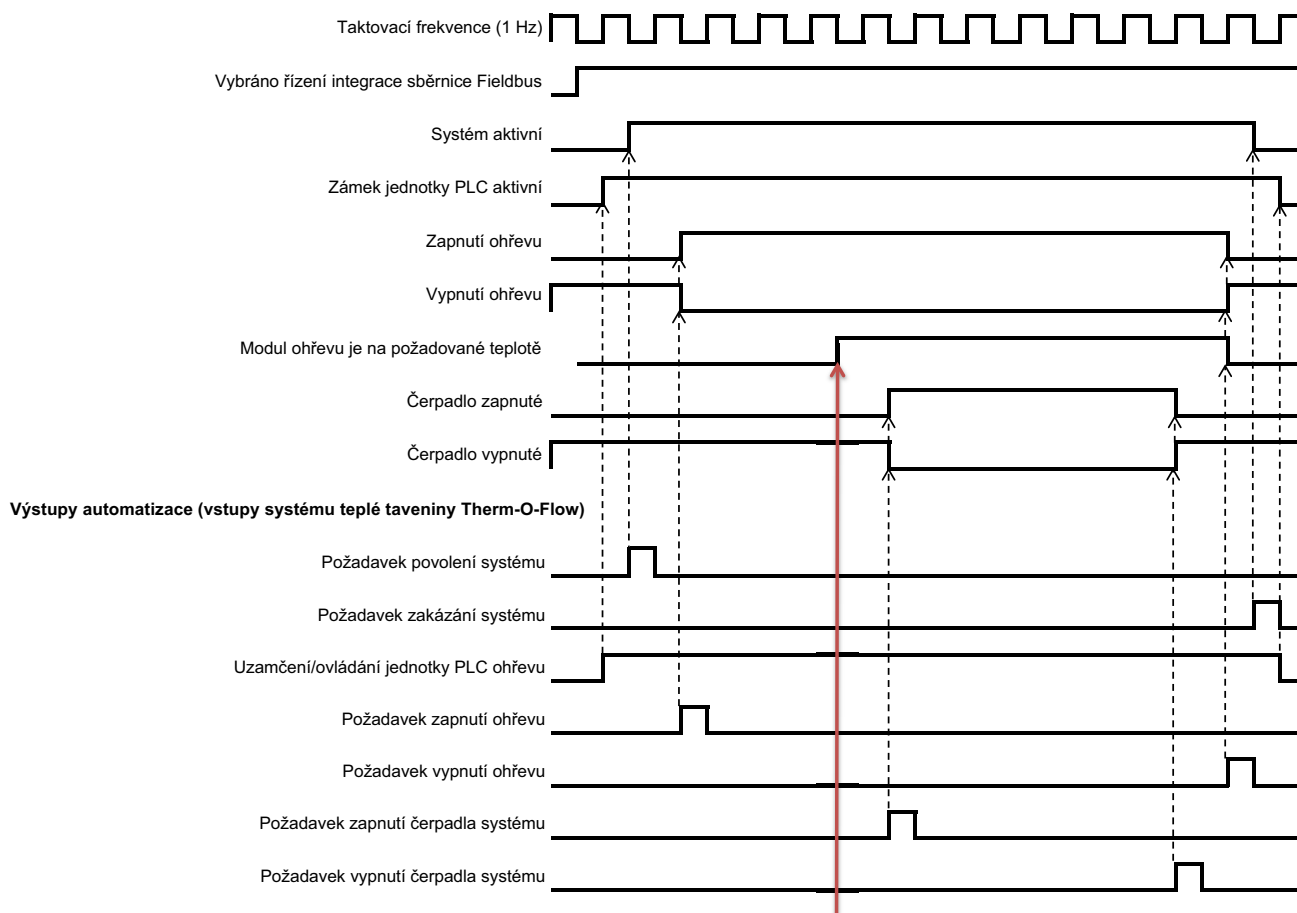 Taktovací frekvence (1 Hz)
Vybráno řízení integrace sběrnice Fieldbus
Systém aktivní
Zámek jednotky PLC aktivní
Zapnutí ohřevu
Vypnutí ohřevu
Modul ohřevu je na požadované teplotě
Čerpadlo zapnuté
Čerpadlo vypnuté
Výstupy automatizace (vstupy systému teplé taveniny Therm-O-Flow)
Požadavek povolení systému
Požadavek zakázání systému
Uzamčení/ovládání jednotky PLC ohřevu
Požadavek zapnutí ohřevu
Požadavek vypnutí ohřevu
Požadavek zapnutí čerpadla systému
Požadavek vypnutí čerpadla systému